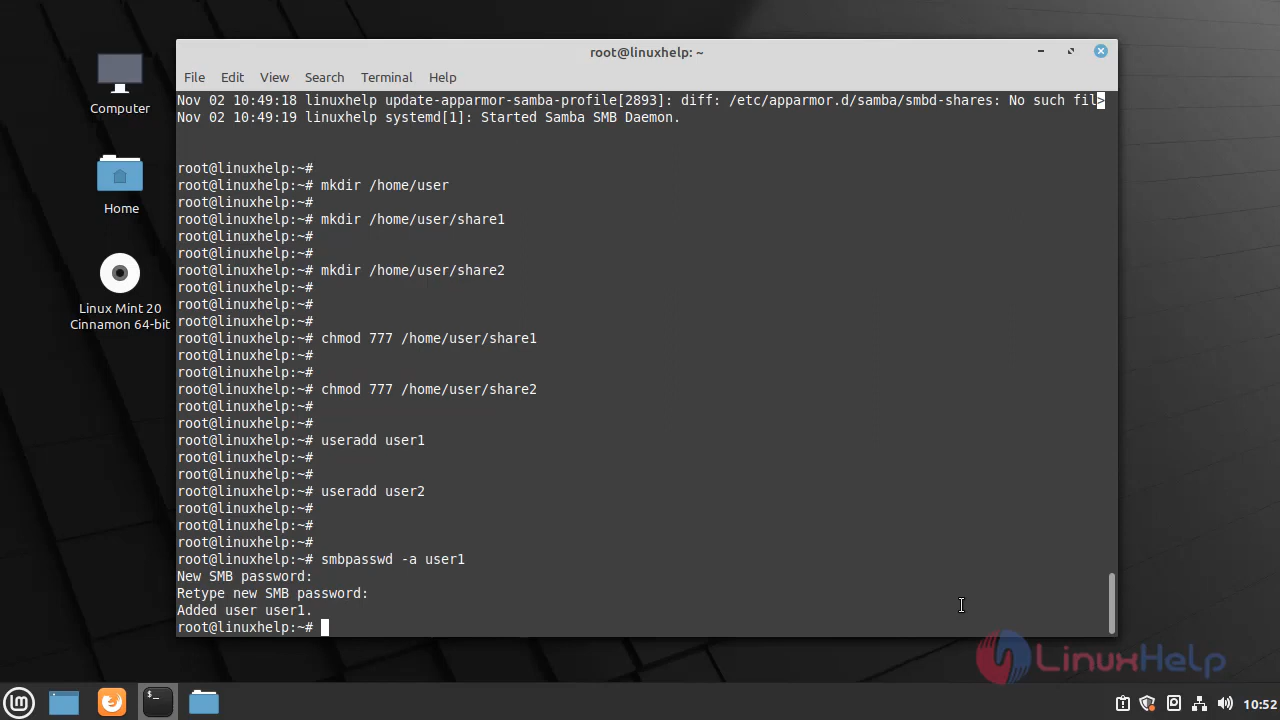 root@linuxhelp: ~
File Edit View Search Terminal Help
Nov 02 10:49:18 linuxhelp update-apparmor-samba-profile[2893]: diff: /etc/apparmor.d/samba/smbd-shares: No such fil>
Nov 02 10:49:19 linuxhelp systemd[1]: Started Samba SMB Daemon.
root@linuxhelp:~#
root@linuxhelp:~# mkdir /home/user
root@linuxhelp:~#
root@linuxhelp:~# mkdir /home/user/share1
root@linuxhelp:~#
root@linuxhelp:~#
root@linuxhelp:~# mkdir /home/user/share2
root@linuxhelp:~#
root@linuxhelp:~#
root@linuxhelp:~#
root@linuxhelp:~# chmod 777 /home/user/share1
root@linuxhelp:~#
root@linuxhelp:~#
root@linuxhelp:~# chmod 777 /home/user/share2
root@linuxhelp:~#
root@linuxhelp:~#
root@linuxhelp:~# useradd user1
root@linuxhelp:~#
root@linuxhelp:~#
root@linuxhelp:~# useradd user2
root@linuxhelp:~#
root@linuxhelp:~#
root@linuxhelp:~#
root@linuxhelp:~# smbpasswd -a user1
New SMB password:
Retype new SMB password:
Added user user1.
root@linuxhelp:~#
Computer
Home
Linux Mint 20
Cinnamon 64-bit
LinuxHelp
10:52